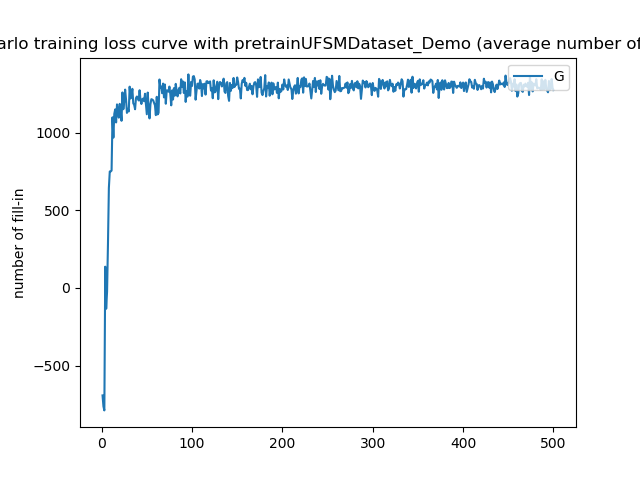 arlo training loss curve with pretrainUFSMDataset_Demo (average number of
G
number of fill-in
1000
500
0
−500
0 100 200 300 400 500